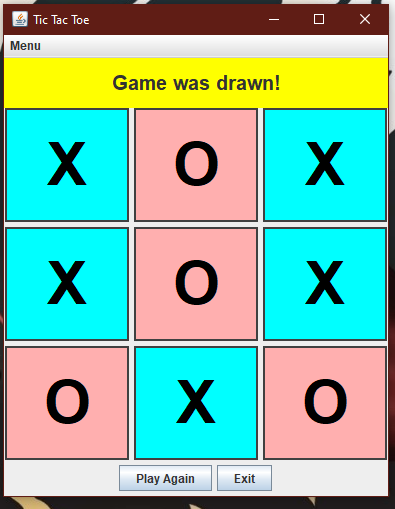 Tic Tac Toe
Menu
Game was drawn!
X O X
X O X
O X O
Play Again Exit